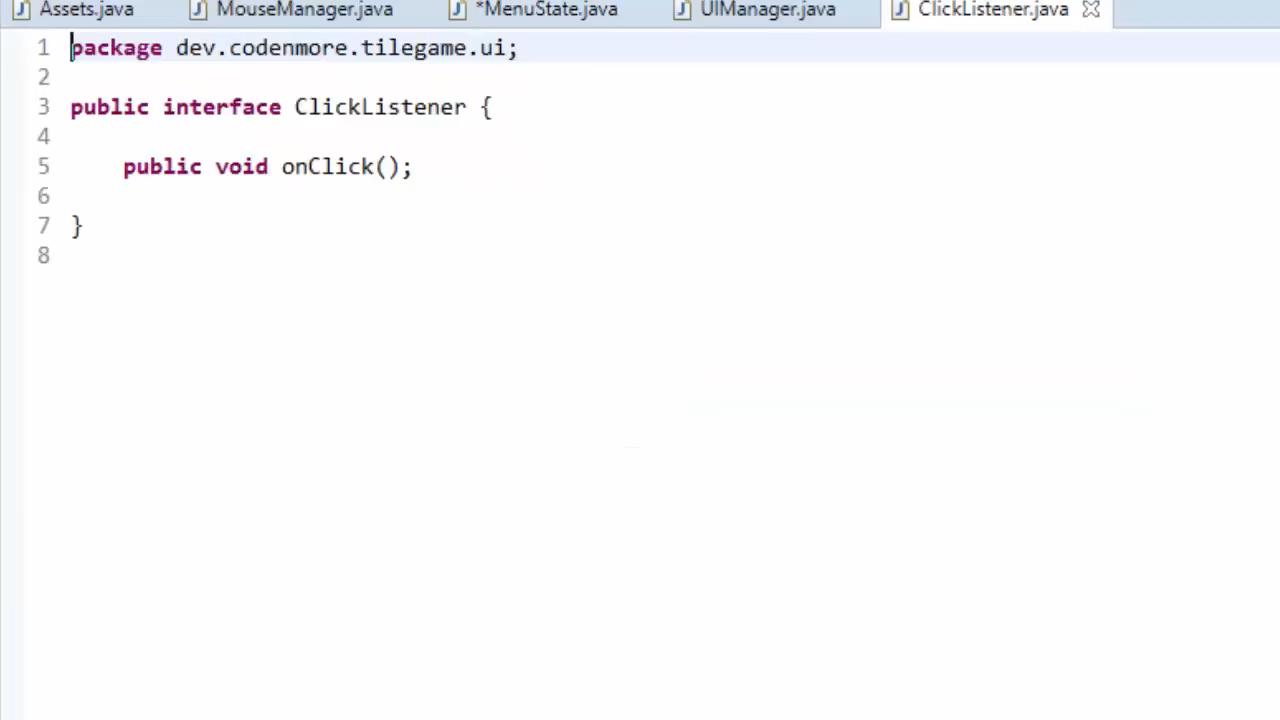 Assets.java MouseManager.java *MenuState.java UIManager.java ClickListener.java
1 package dev.codenmore.tilegame.ui;
2
3 public interface ClickListener {
4
5 public void onClick();
6
7 }
8